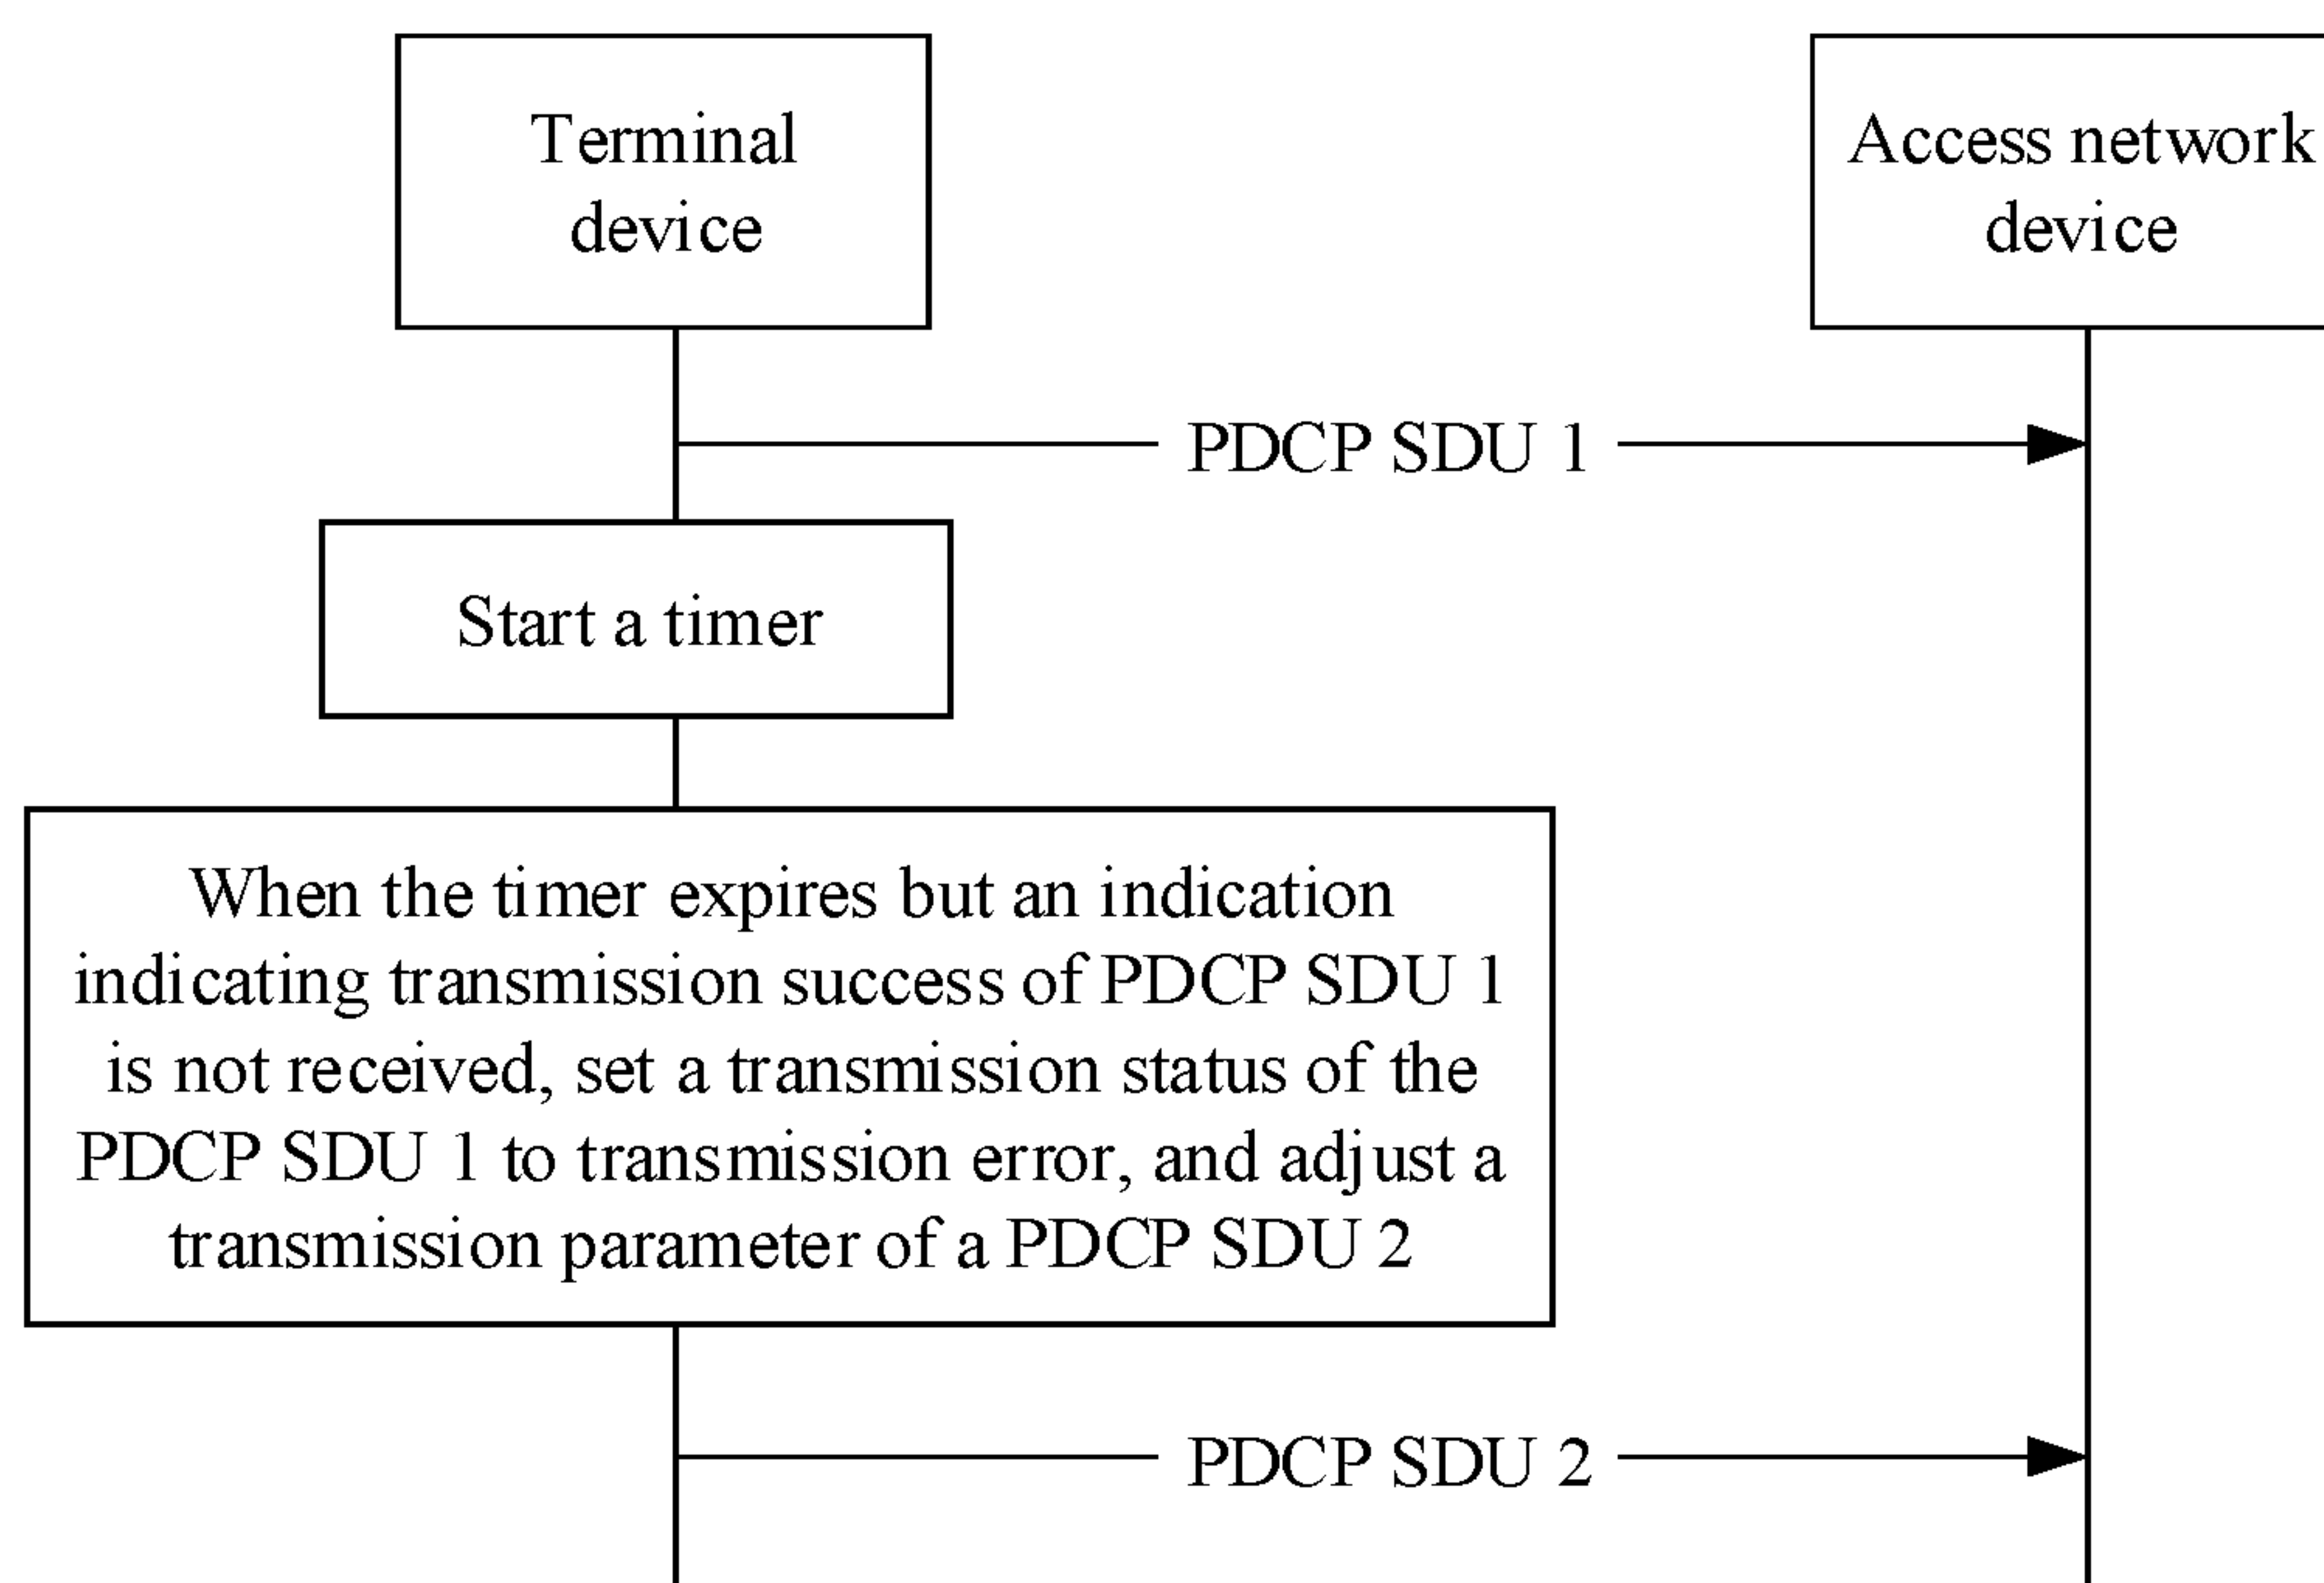 Terminal
device
Access network
device
PDCP SDU 1
Start a timer
When the timer expires but an indication
indicating transmission success of PDCP SDU 1
is not received, set a transmission status of the
PDCP SDU 1 to transmission error, and adjust a
transmission parameter of a PDCP SDU 2
PDCP SDU 2